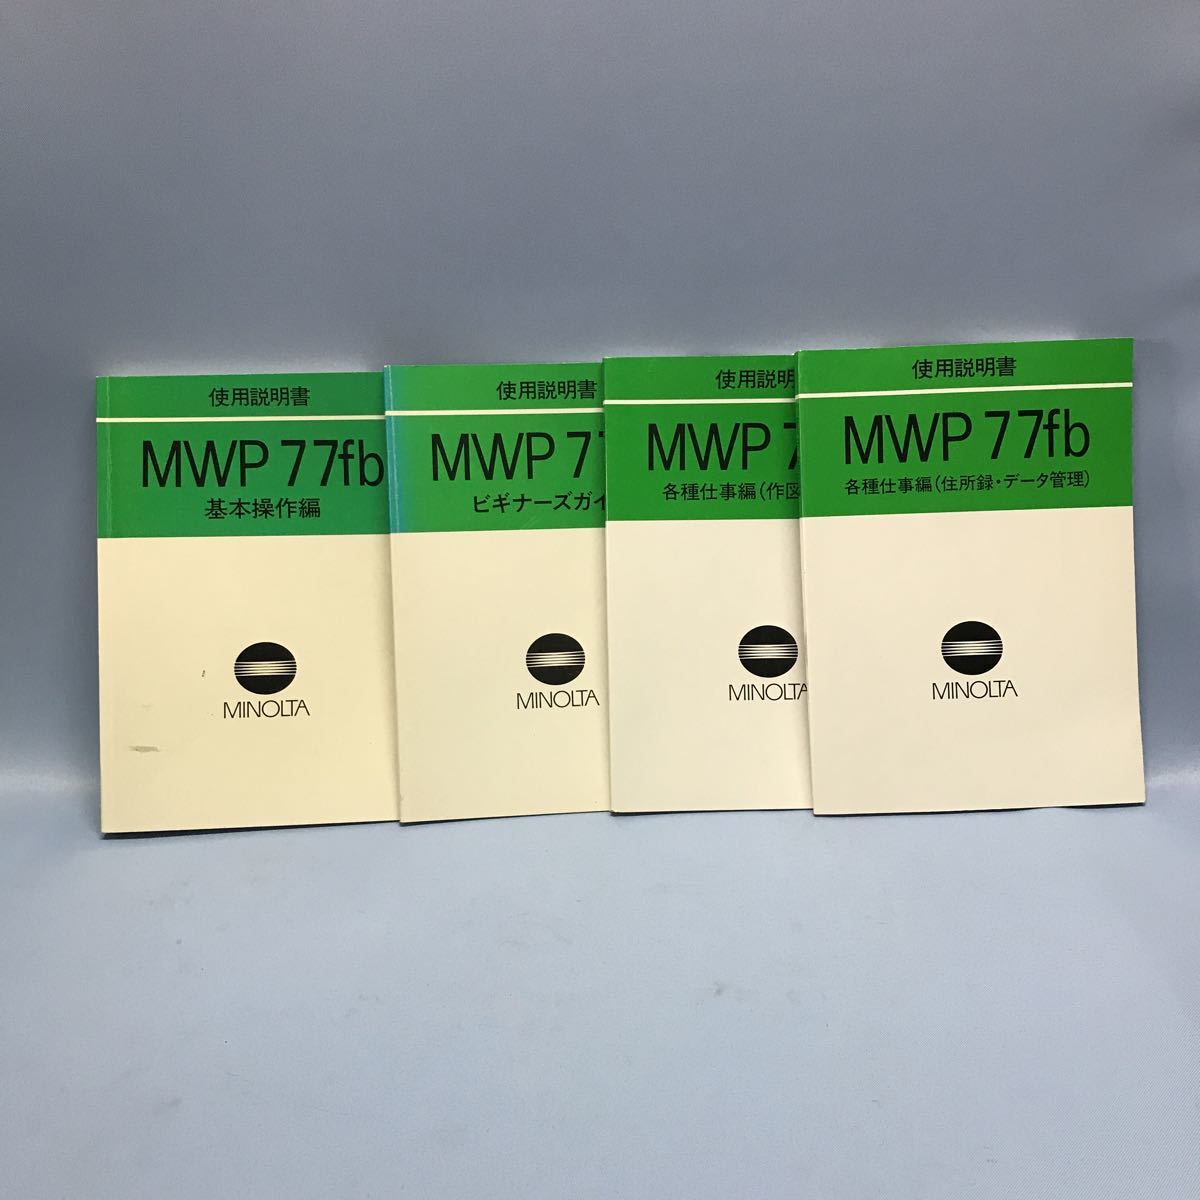 使用説明書
MWP 77fb
基本操作編
MINOLTA
使用説明書
MWP 7
ビギナーズガイ
MINOLTA
使用説明
MWP
各種仕事編(作図
MINOLTA
使用説明書
MWP 77fb
各種仕事編(住所録・データ管理)
MINOLTA